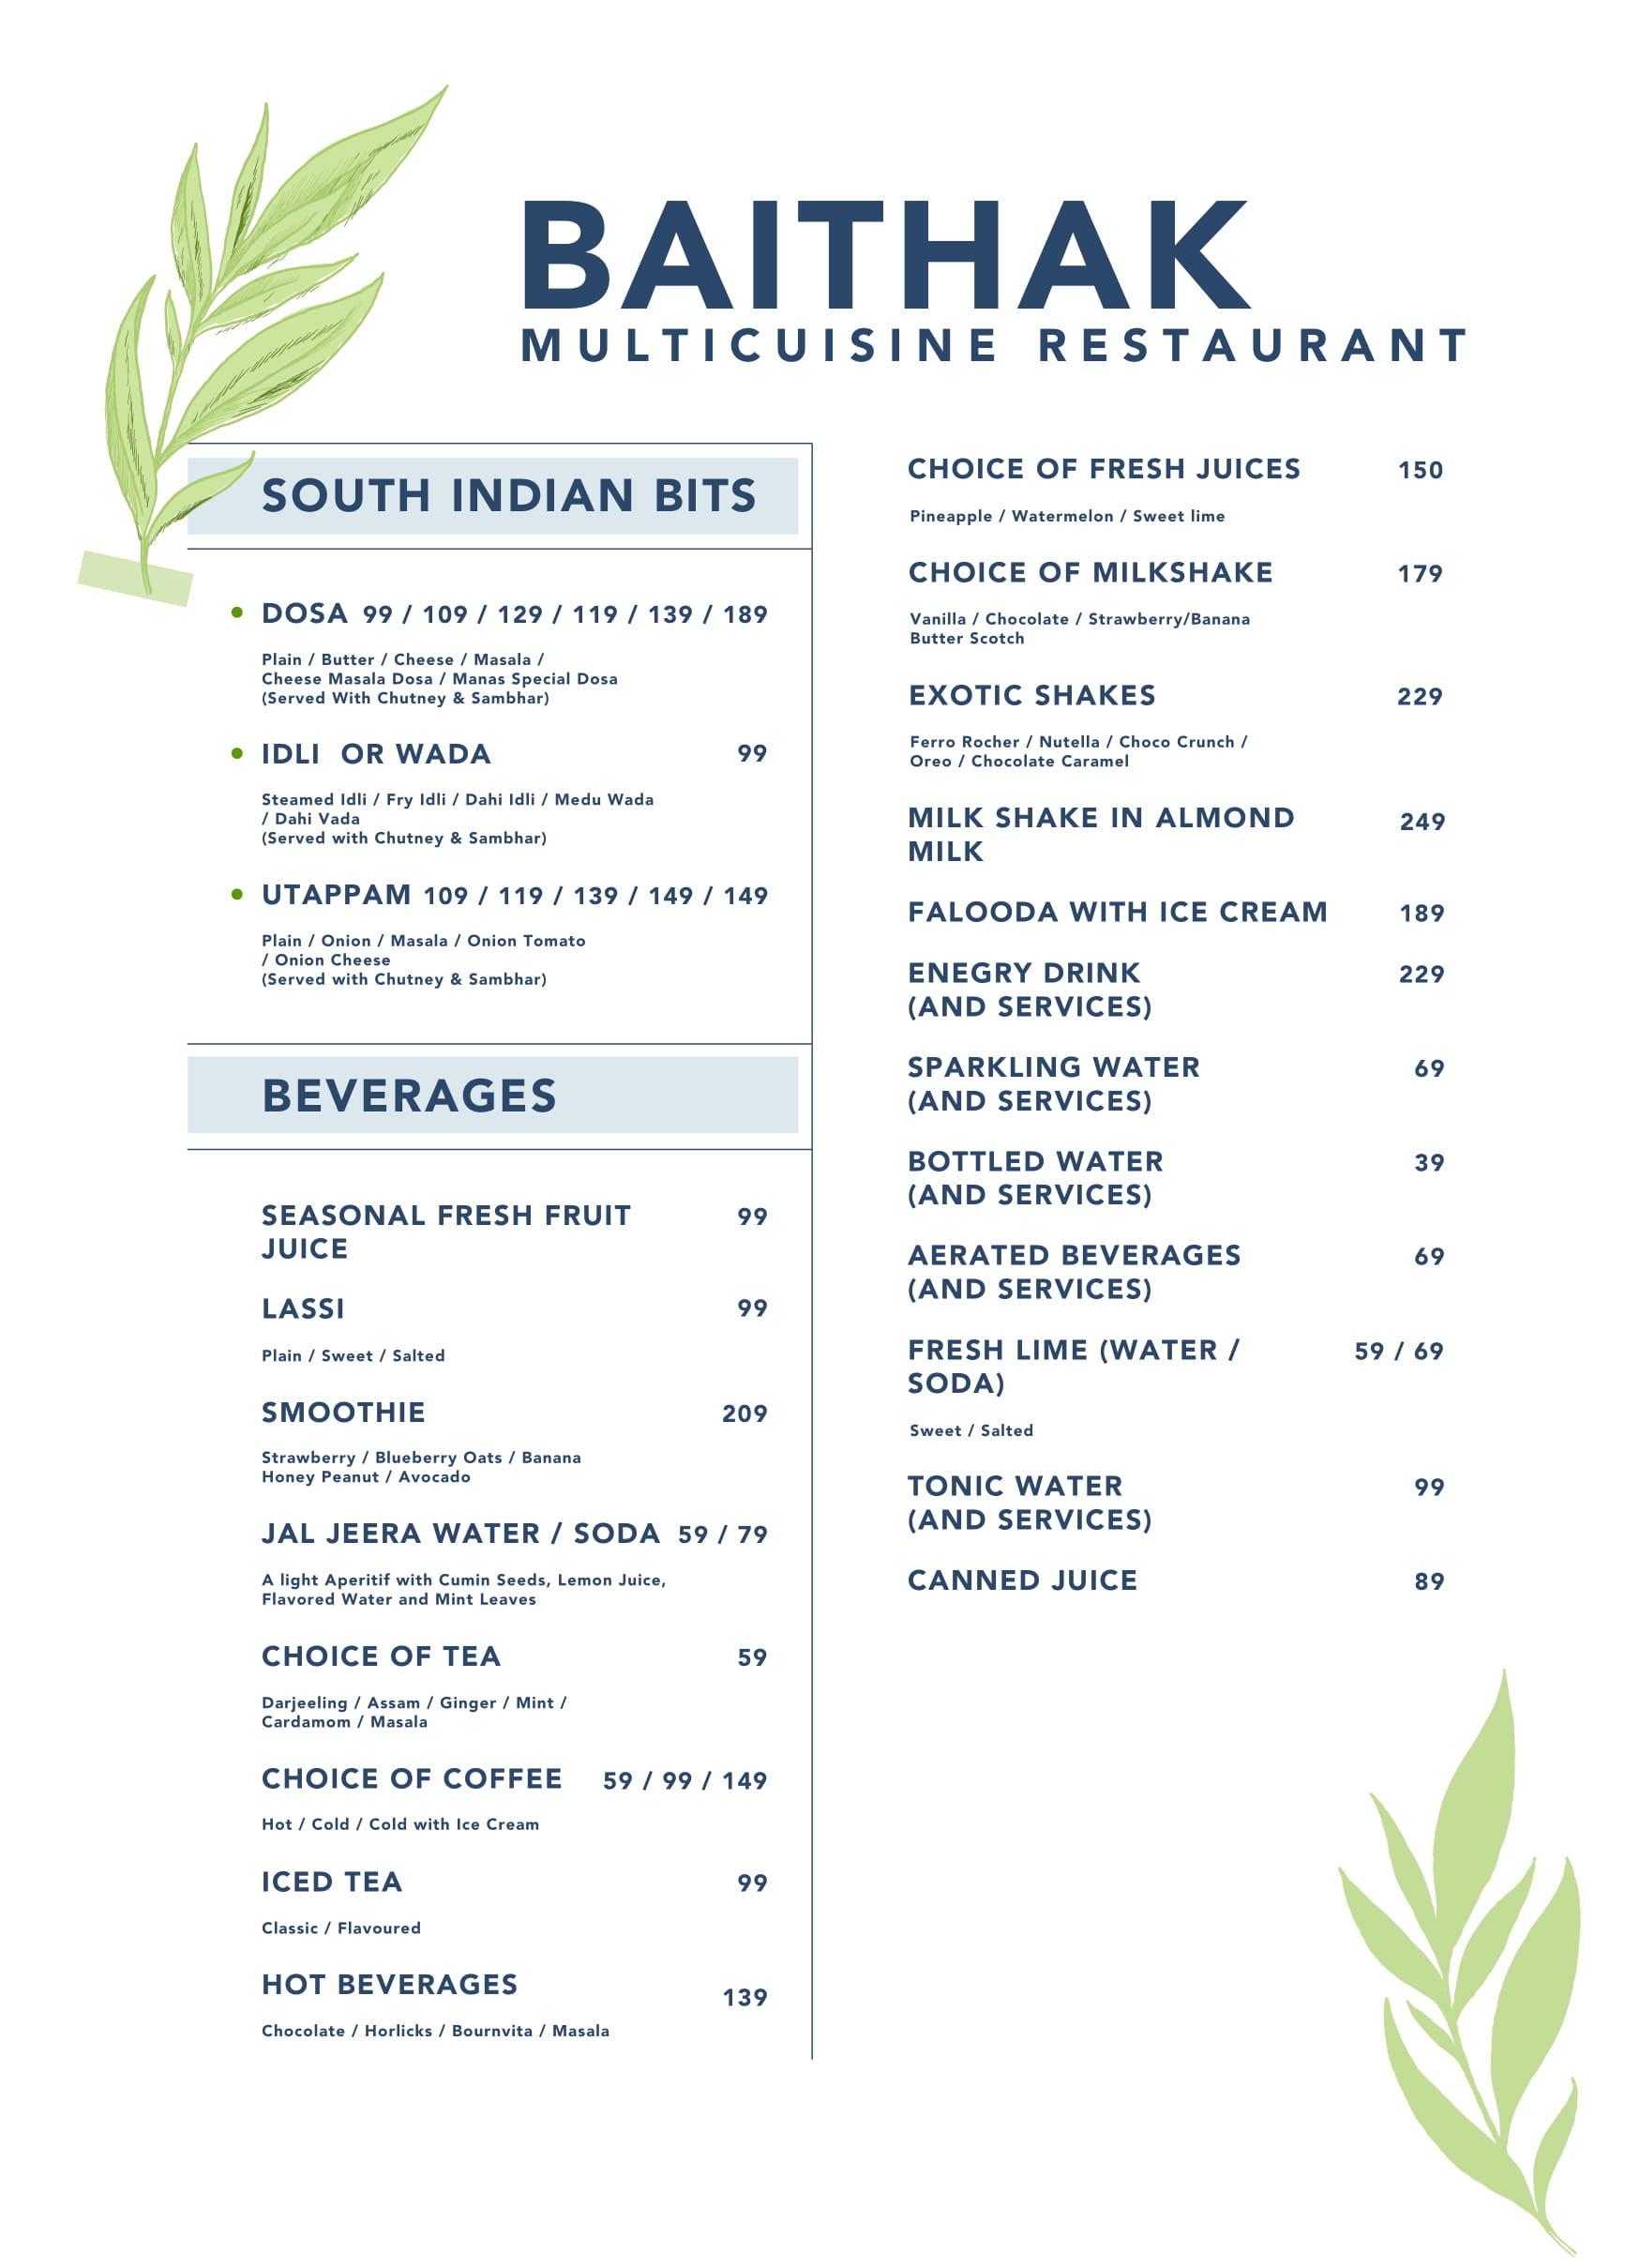 BAITHAK
MULTICUISINE RESTAURANT
SOUTH INDIAN BITS
DOSA 99 / 109 / 129 / 119 / 139 / 189
Plain / Butter / Cheese / Masala /
Cheese Masala Dosa / Manas Special Dosa
(Served With Chutney & Sambhar)
IDLI OR WADA 99
Steamed Idli / Fry Idli / Dahi Idli / Medu Wada
/ Dahi Vada
(Served with Chutney & Sambhar)
UTAPPAM 109 / 119 / 139 / 149 / 149
Plain / Onion / Masala / Onion Tomato
/ Onion Cheese
(Served with Chutney & Sambhar)
BEVERAGES
SEASONAL FRESH FRUIT 99
JUICE
LASSI 99
Plain / Sweet / Salted
SMOOTHIE 209
Strawberry / Blueberry Oats / Banana
Honey Peanut / Avocado
JAL JEERA WATER / SODA 59 / 79
A light Aperitif with Cumin Seeds, Lemon Juice,
Flavored Water and Mint Leaves
CHOICE OF TEA 59
Darjeeling / Assam / Ginger / Mint /
Cardamom / Masala
CHOICE OF COFFEE 59 / 99 / 149
Hot / Cold / Cold with Ice Cream
ICED TEA 99
Classic / Flavoured
HOT BEVERAGES 139
Chocolate / Horlicks / Bournvita / Masala
CHOICE OF FRESH JUICES 150
Pineapple / Watermelon / Sweet lime
CHOICE OF MILKSHAKE 179
Vanilla / Chocolate / Strawberry/Banana
Butter Scotch
EXOTIC SHAKES 229
Ferro Rocher / Nutella / Choco Crunch /
Oreo / Chocolate Caramel
MILK SHAKE IN ALMOND 249
MILK
FALOODA WITH ICE CREAM 189
ENEGRY DRINK 229
(AND SERVICES)
SPARKLING WATER 69
(AND SERVICES)
BOTTLED WATER 39
(AND SERVICES)
AERATED BEVERAGES 69
(AND SERVICES)
FRESH LIME (WATER / 59 / 69
SODA)
Sweet / Salted
TONIC WATER 99
(AND SERVICES)
CANNED JUICE 89